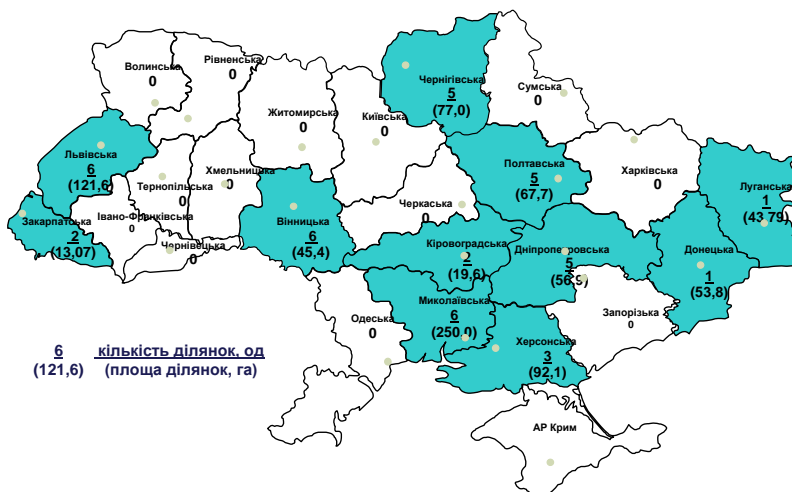 Волинська
0
Рівненська
0
Житомирська
0
Київська
0
Чернігівська
5
(77,0)
Сумська
0
Львівська
6
(121,6)
Тернопільська
0
Хмельницька
0
Вінницька
6
(45,4)
Черкаська
0
Полтавська
5
(67,7)
Харківська
0
Луганська
1
(43,79)
Закарпатська
2
(13,07)
Івано-Франківська
0
Чернівецька
0
Кіровоградська
2
(19,6)
Дніпропетровська
5
(56,9)
Донецька
1
(53,8)
Одеська
0
Миколаївська
6
(250,0)
Запорізька
0
Херсонська
3
(92,1)
АР Крим
6 кількість ділянок, од
(121,6) (площа ділянок, га)